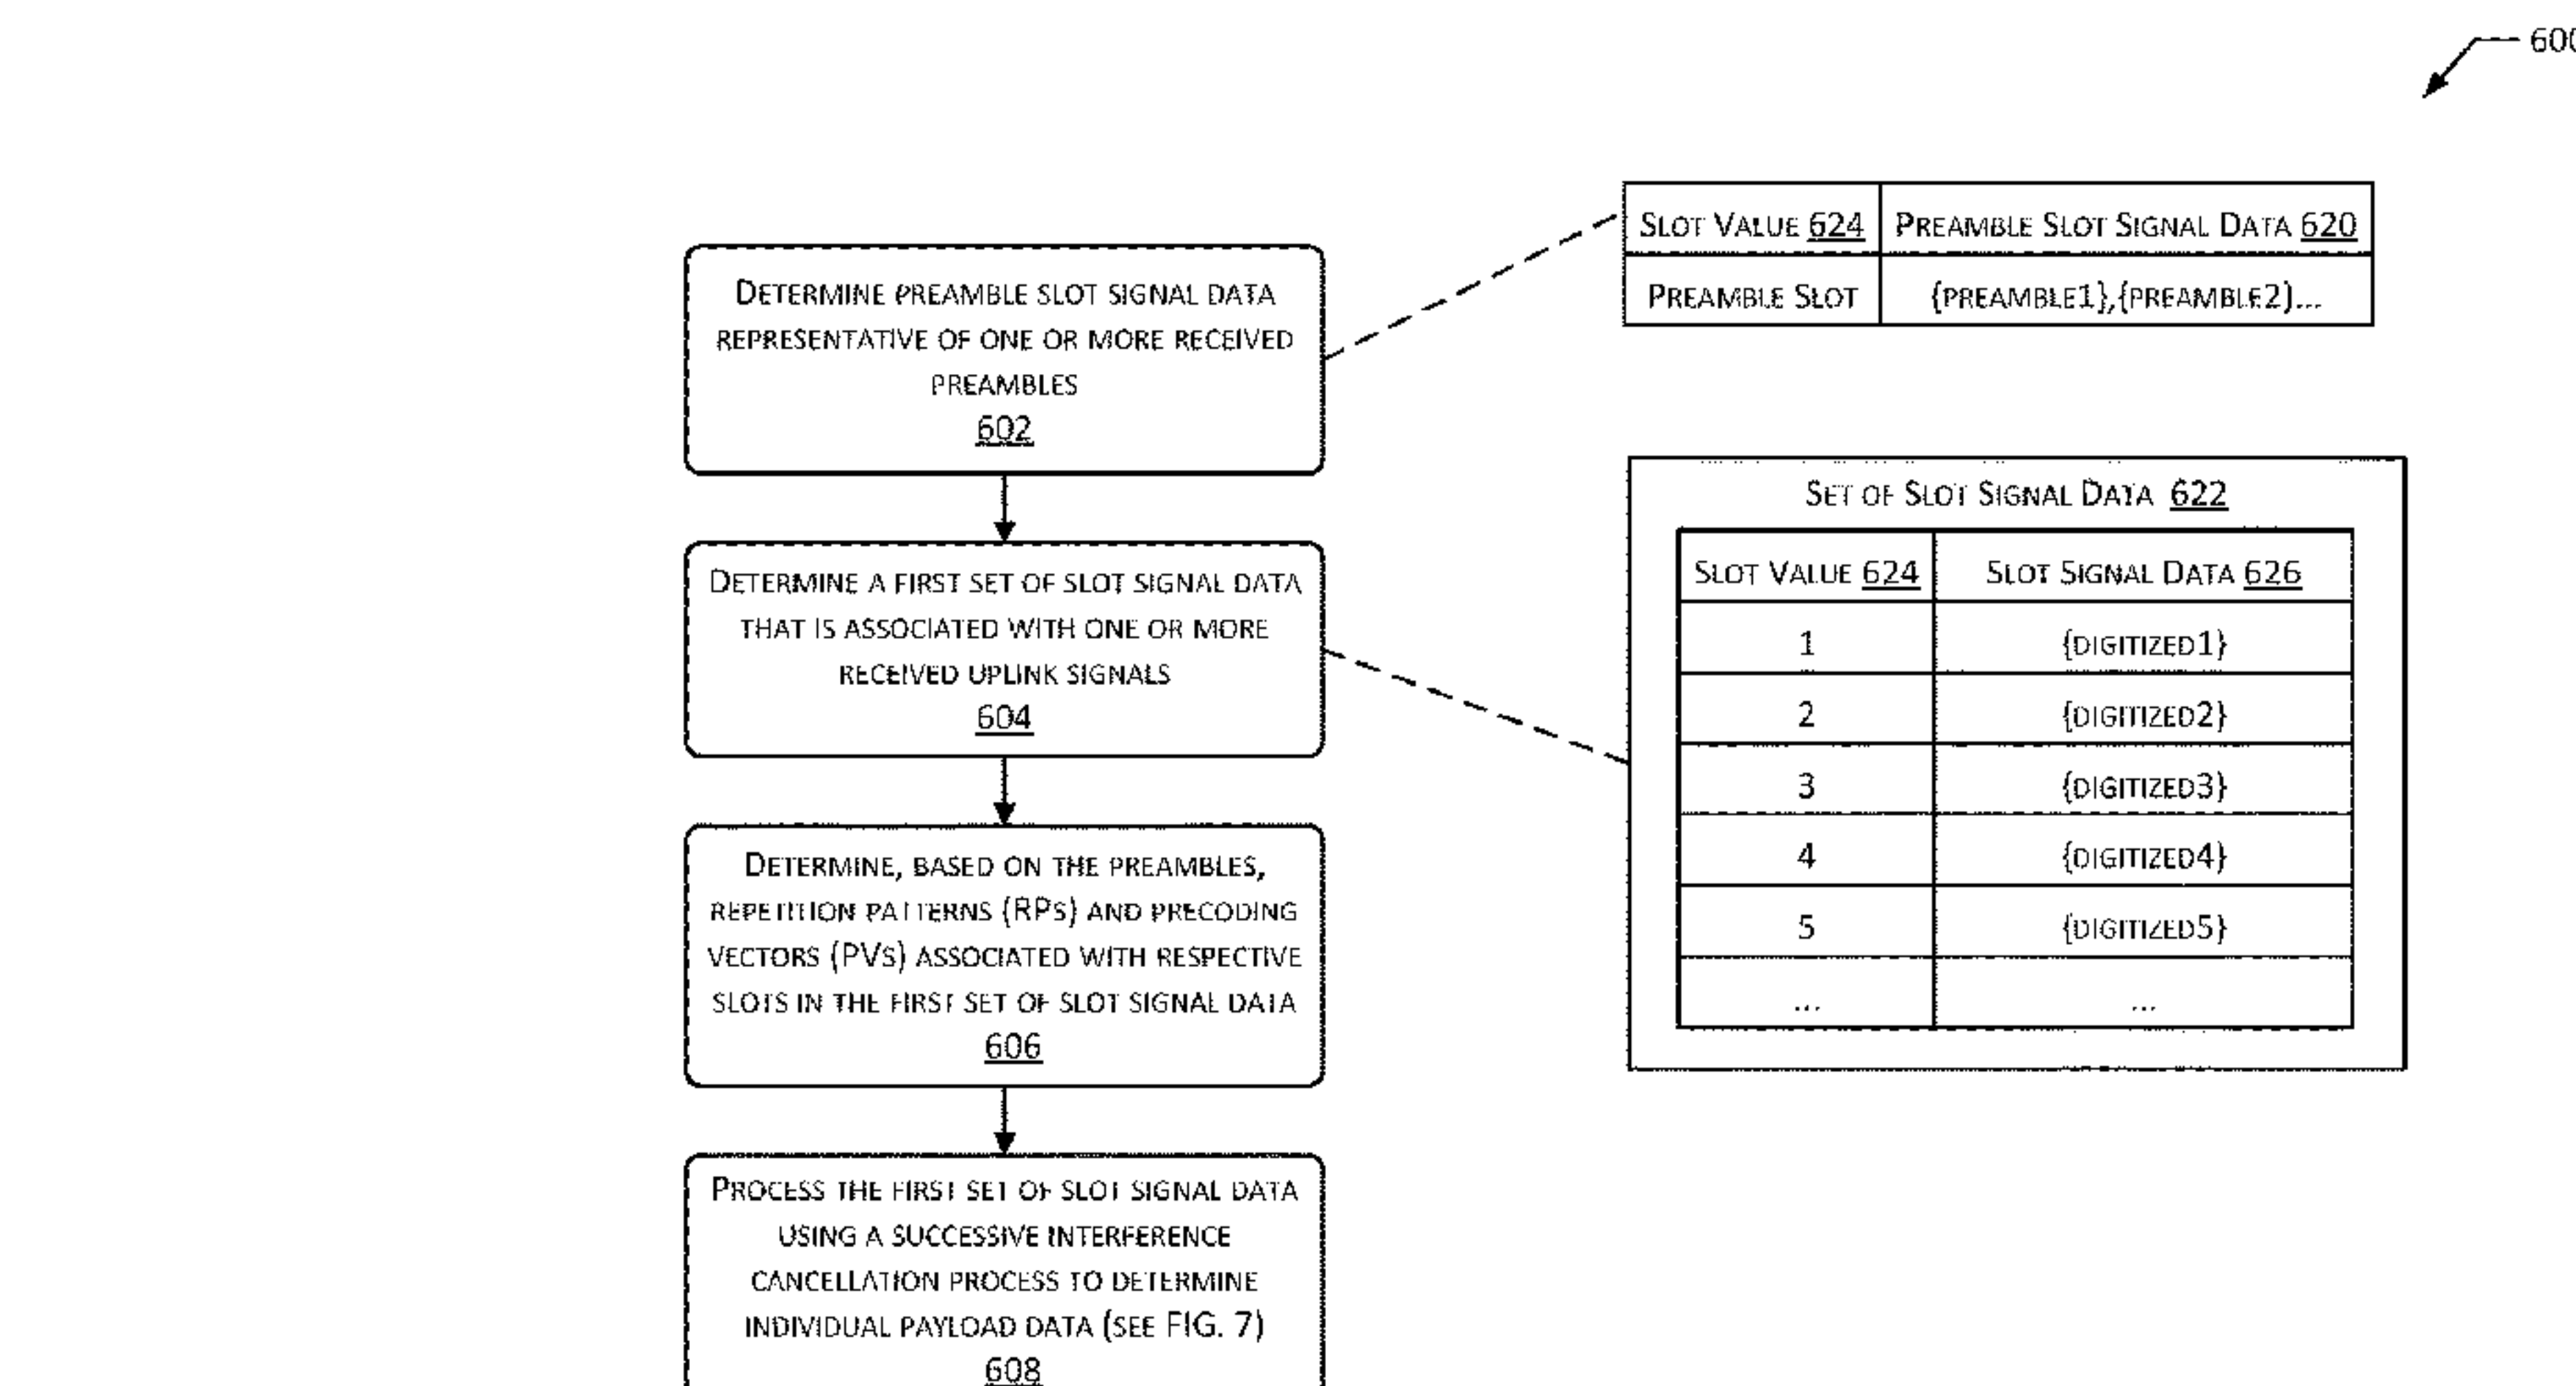 600
Determine preamble slot signal data
representative of one or more received
preambles
602
Slot Value 624 Preamble Slot Signal Data 620
Preamble Slot {preamble1},{preamble2)...
Determine a first set of slot signal data
that is associated with one or more
received uplink signals
604
Set of Slot Signal Data 622
Slot Value 624 Slot Signal Data 626
1 {digitized1}
2 {digitized2}
3 {digitized3}
4 {digitized4}
5 {digitized5}
... ...
Determine, based on the preambles,
repetition patterns (RPs) and precoding
vectors (PVs) associated with respective
slots in the first set of slot signal data
606
Process the first set of slot signal data
using a successive interference
cancellation process to determine
individual payload data (see FIG. 7)
608